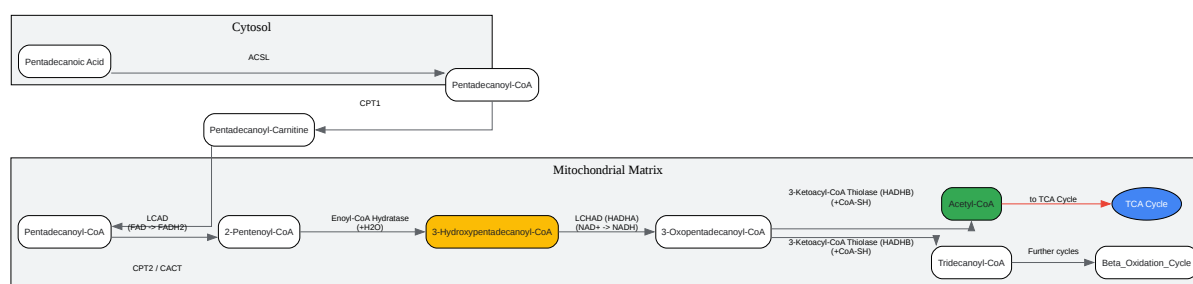 Cytosol
Pentadecanoic Acid
ACSL
Pentadecanoyl-CoA
CPT1
Pentadecanoyl-Carnitine
Mitochondrial Matrix
Pentadecanoyl-CoA
LCAD
(FAD -> FADH2)
CPT2 / CACT
2-Pentenoyl-CoA
Enoyl-CoA Hydratase
(+H2O)
3-Hydroxypentadecanoyl-CoA
LCHAD (HADHA)
(NAD+ -> NADH)
3-Oxopentadecanoyl-CoA
3-Ketoacyl-CoA Thiolase (HADHB)
(+CoA-SH)
Acetyl-CoA
to TCA Cycle
TCA Cycle
3-Ketoacyl-CoA Thiolase (HADHB)
(+CoA-SH)
Tridecanoyl-CoA
Further cycles
Beta_Oxidation_Cycle